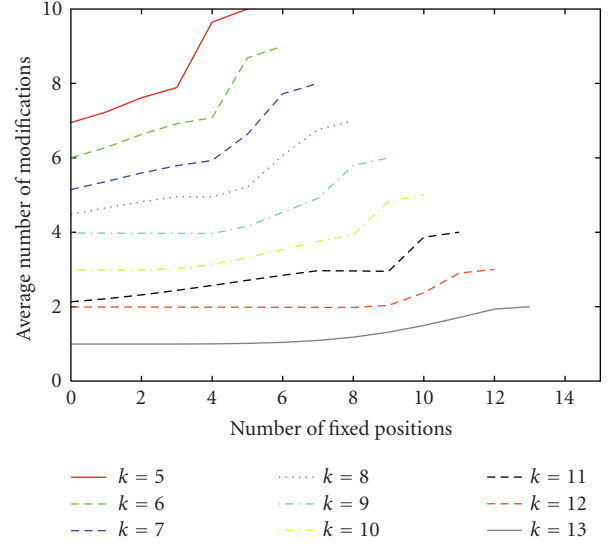 10
8
6
4
2
0
Average number of modifications
0 2 4 6 8 10 12 14
Number of fixed positions
k = 5 k = 8 k = 11
k = 6 k = 9 k = 12
k = 7 k = 10 k = 13